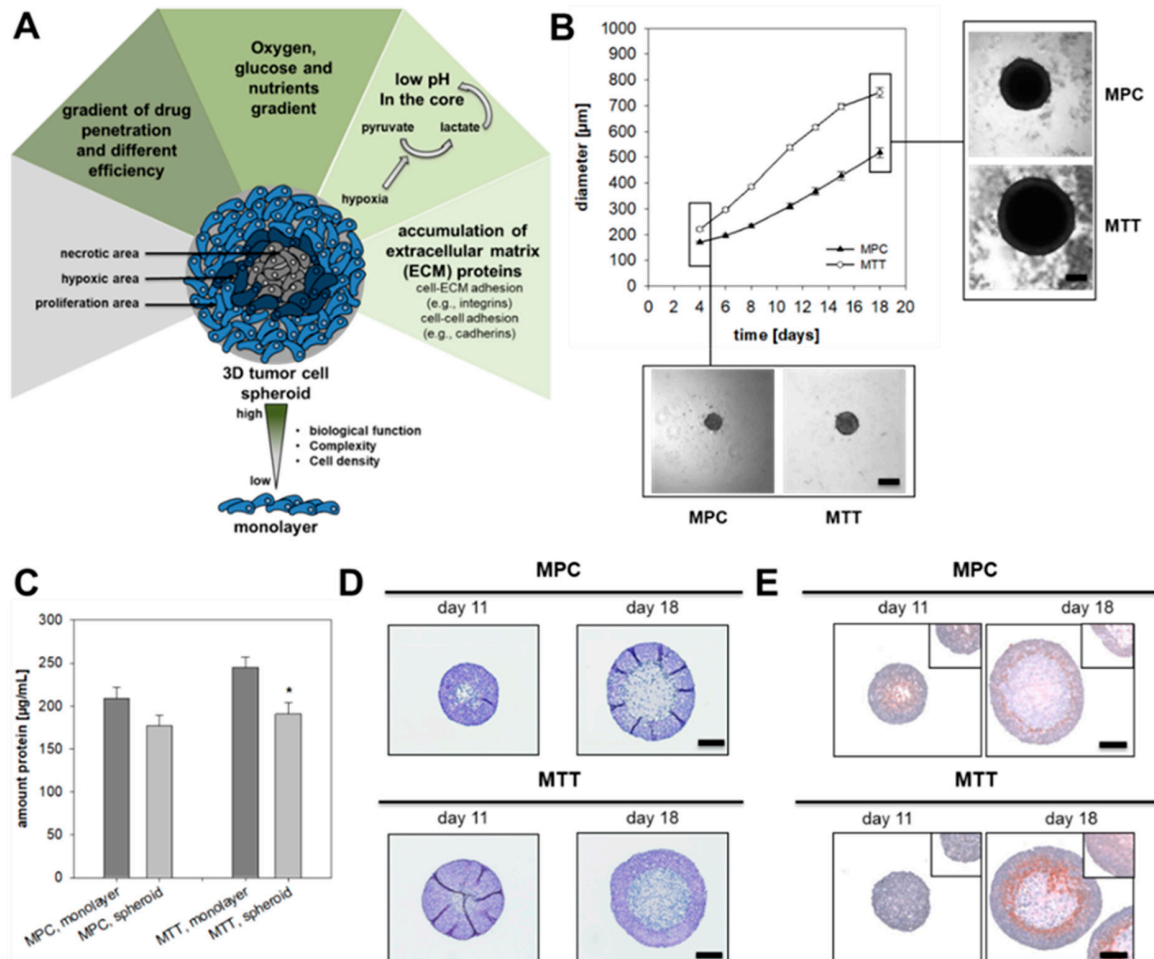 A
gradient of drug
penetration
and different
efficiency
Oxygen,
glucose and
nutrients
gradient
low pH
In the core
pyruvate
lactate
hypoxia
accumulation of
extracellular matrix
(ECM) proteins
cell-ECM adhesion
(e.g., integrins)
cell-cell adhesion
(e.g., cadherins)
necrotic area
hypoxic area
proliferation area
3D tumor cell
spheroid
high
• biological function
• Complexity
• Cell density
low
monolayer
B
diameter [µm]
1000
900
800
700
600
500
400
300
200
100
0
MPC
MTT
0 2 4 6 8 10 12 14 16 18 20
time [days]
MPC
MTT
MPC MTT
C
amount protein [µg/mL]
300
250
200
150
100
50
0
*
MPC, monolayer
MPC, spheroid
MTT, monolayer
MTT, spheroid
D
MPC
day 11 day 18
MTT
day 11 day 18
E
MPC
day 11 day 18
MTT
day 11 day 18